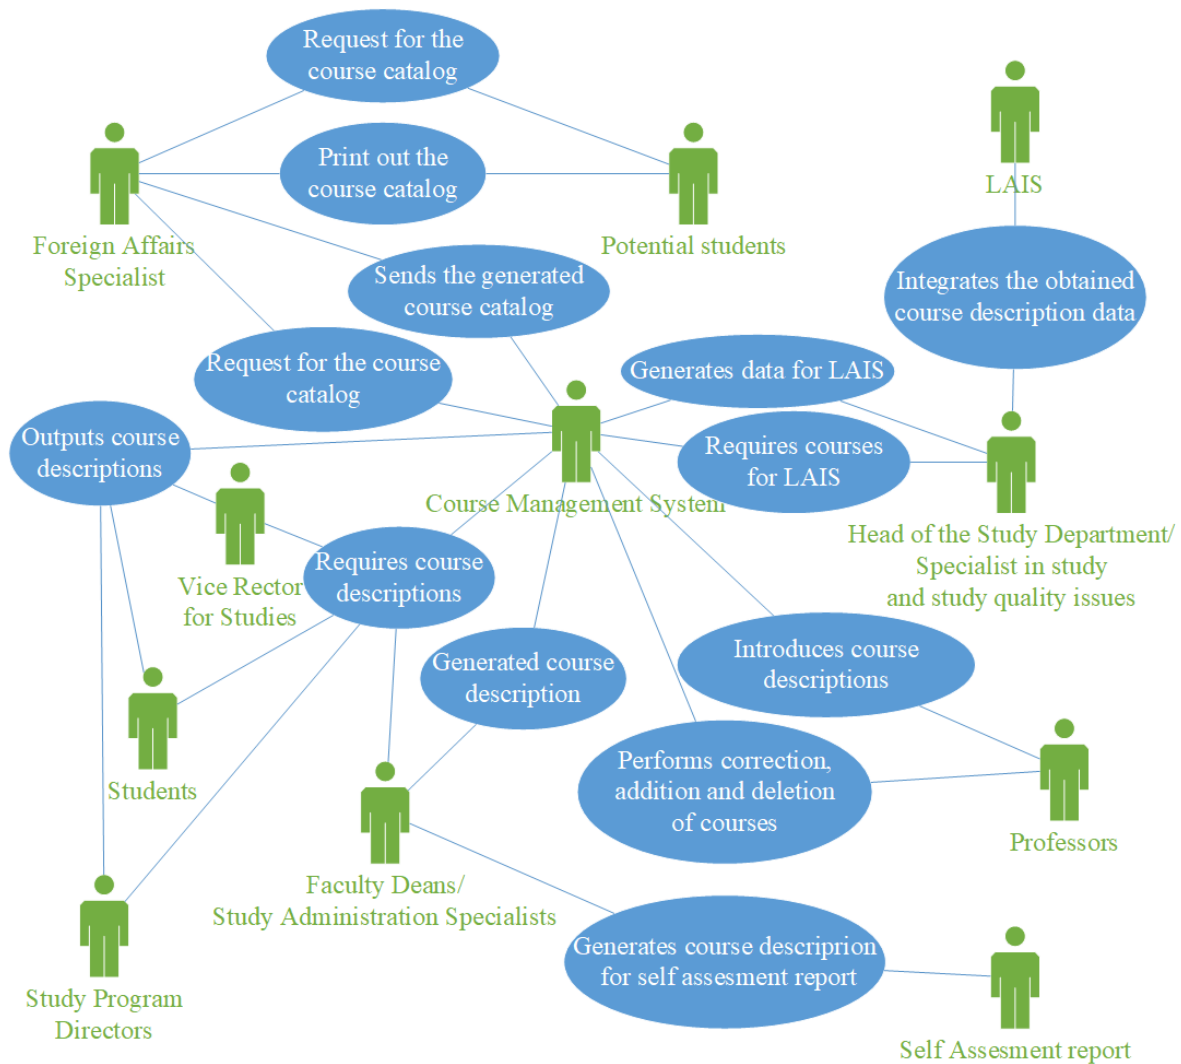 Request for the
course catalog
Print out the
course catalog
LAIS
Foreign Affairs
Specialist
Potential students
Sends the generated
course catalog
Integrates the obtained
course description data
Request for the course
catalog
Generates data for LAIS
Outputs course
descriptions
Requires courses
for LAIS
Course Management System
Head of the Study Department/
Specialist in study
and study quality issues
Vice Rector
for Studies
Requires course
descriptions
Generated course
description
Introduces course
descriptions
Students
Performs correction,
addition and deletion
of courses
Professors
Faculty Deans/
Study Administration Specialists
Generates course descriprion
for self assesment report
Study Program
Directors
Self Assesment report